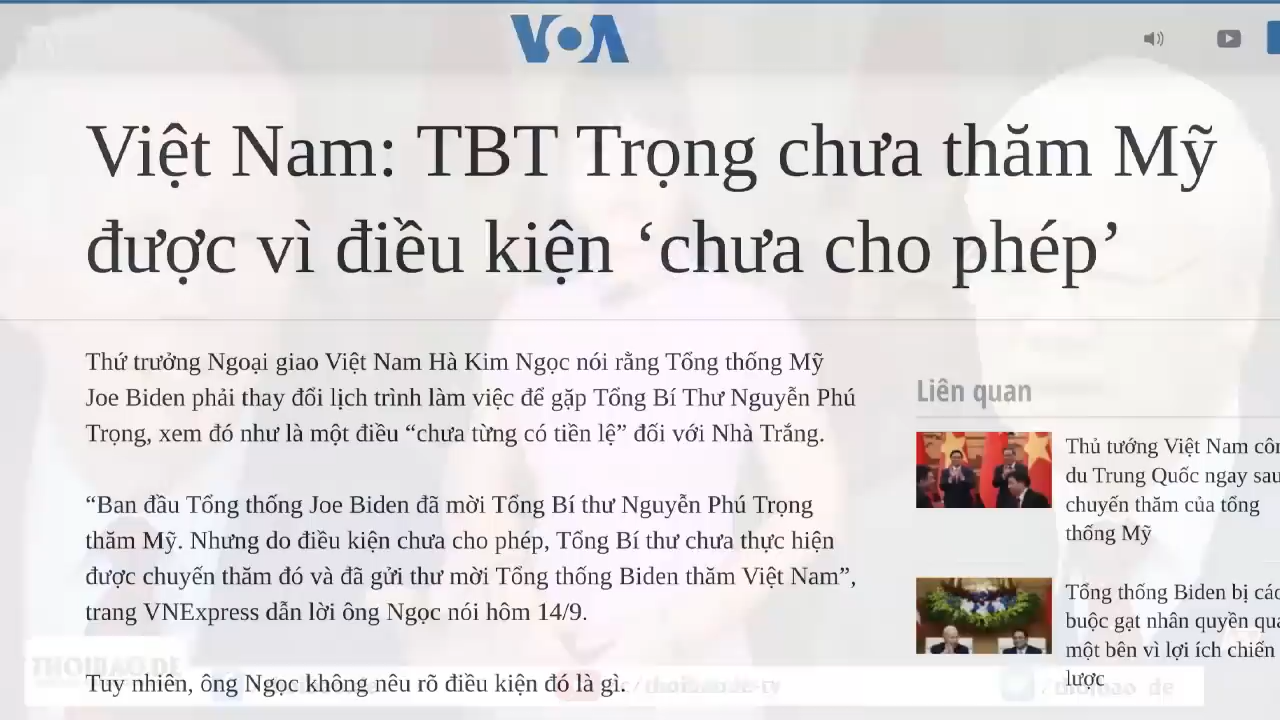 VOA
Việt Nam: TBT Trọng chưa thăm Mỹ
được vì điều kiện ‘chưa cho phép’
Thứ trưởng Ngoại giao Việt Nam Hà Kim Ngọc nói rằng Tổng thống Mỹ
Joe Biden phải thay đổi lịch trình làm việc để gặp Tổng Bí Thư Nguyễn Phú
Trọng, xem đó như là một điều “chưa từng có tiền lệ” đối với Nhà Trắng.
“Ban đầu Tổng thống Joe Biden đã mời Tổng Bí thư Nguyễn Phú Trọng
thăm Mỹ. Nhưng do điều kiện chưa cho phép, Tổng Bí thư chưa thực hiện
được chuyến thăm đó và đã gửi thư mời Tổng thống Biden thăm Việt Nam”,
trang VNExpress dẫn lời ông Ngọc nói hôm 14/9.
Tuy nhiên, ông Ngọc không nêu rõ điều kiện đó là gì.
Liên quan
Thủ tướng Việt Nam côn
du Trung Quốc ngay sau
chuyến thăm của tổng
thống Mỹ
Tổng thống Biden bị các
buộc gạt nhân quyền qua
một bên vì lợi ích chiến
lược
THOIBAO.DE
/thoibao_de